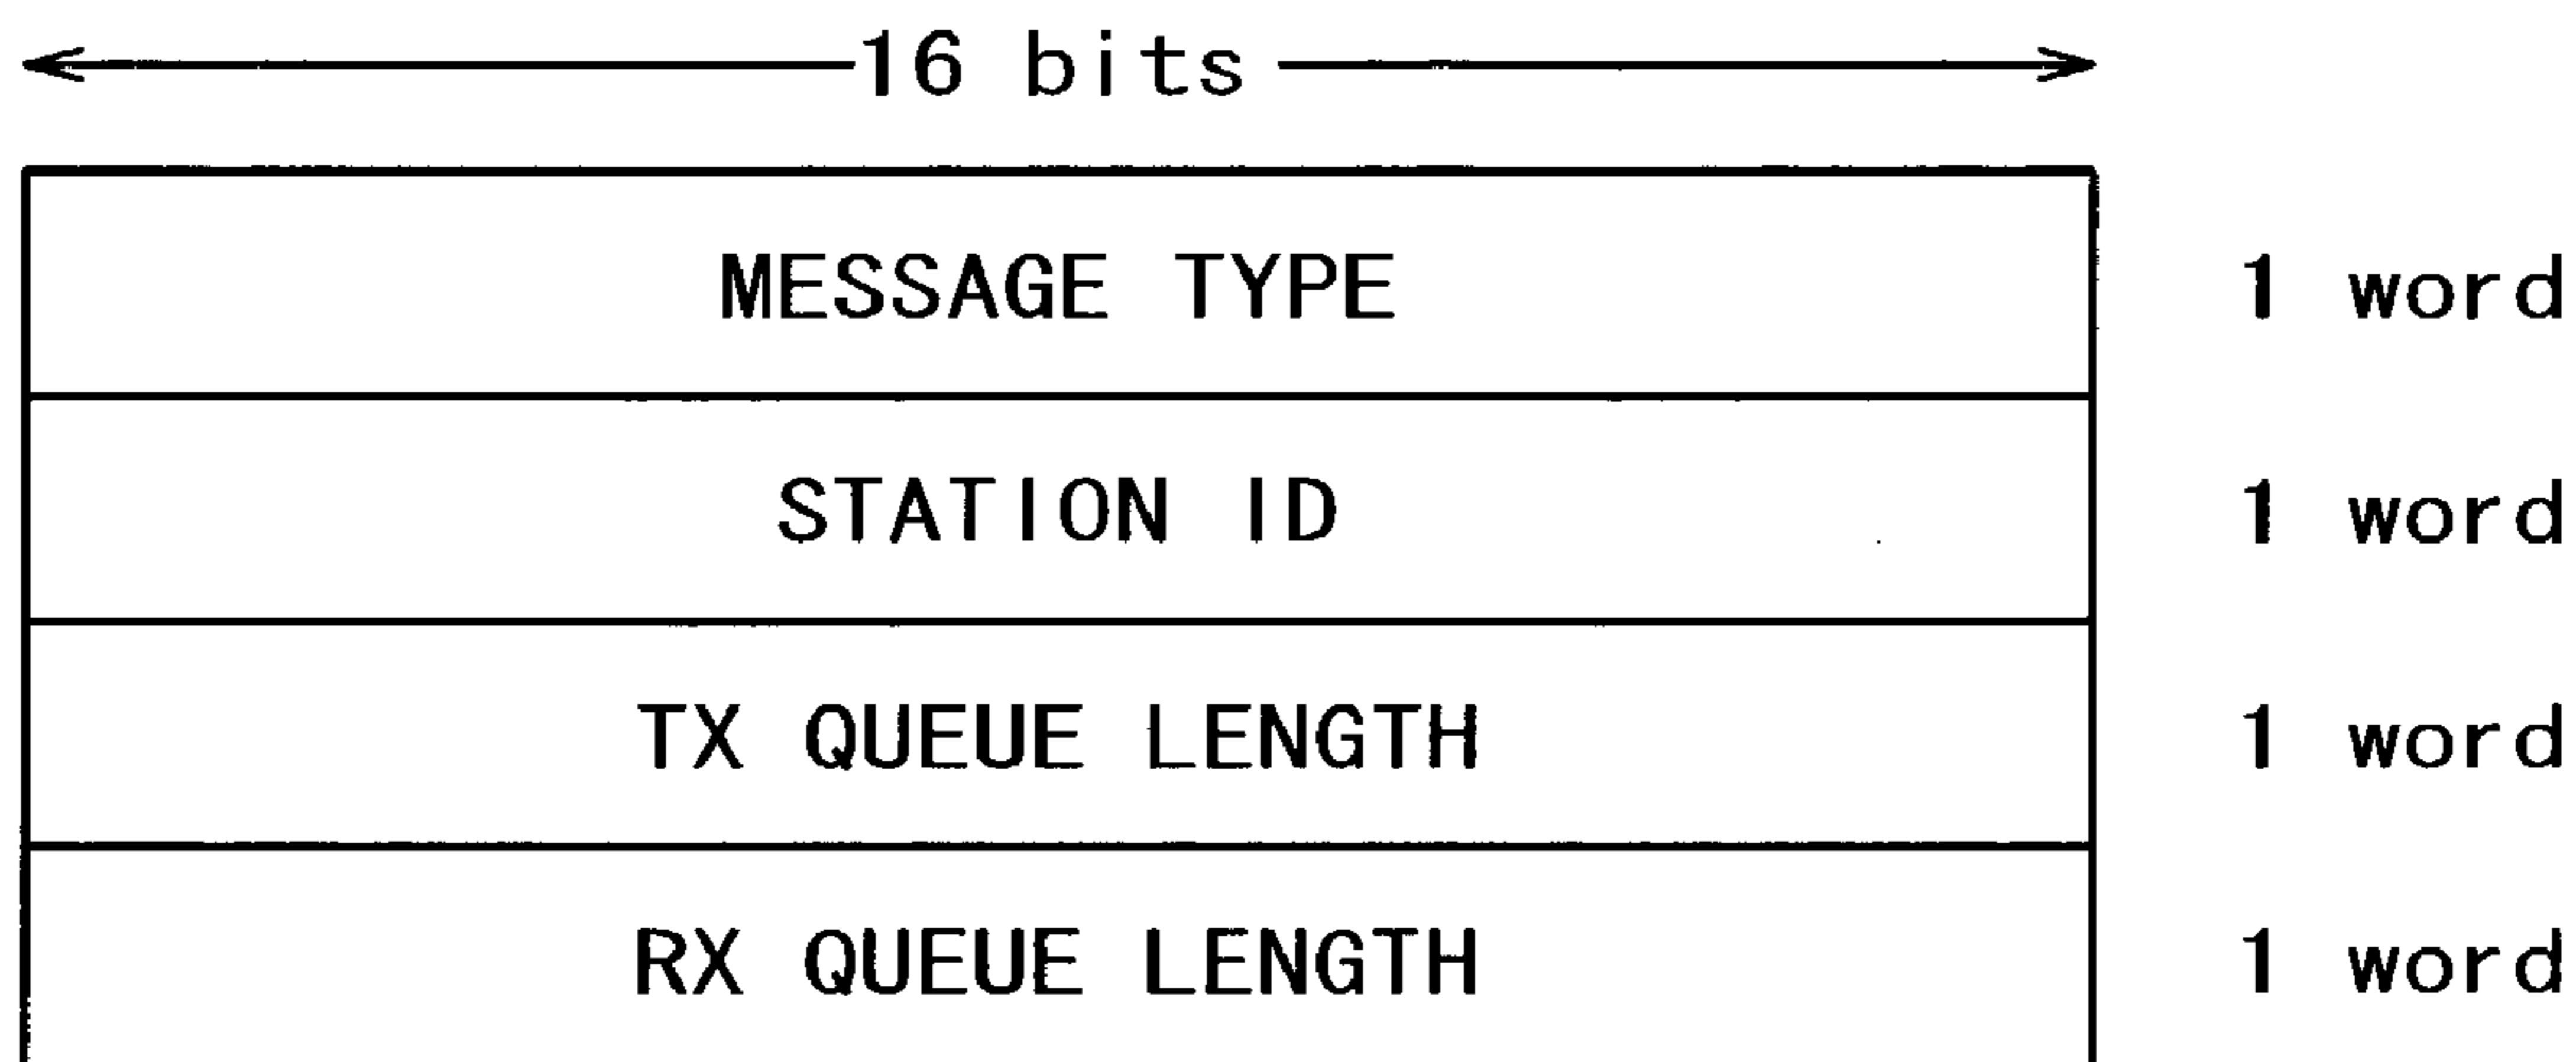 16 bits
MESSAGE TYPE 1 word
STATION ID 1 word
TX QUEUE LENGTH 1 word
RX QUEUE LENGTH 1 word